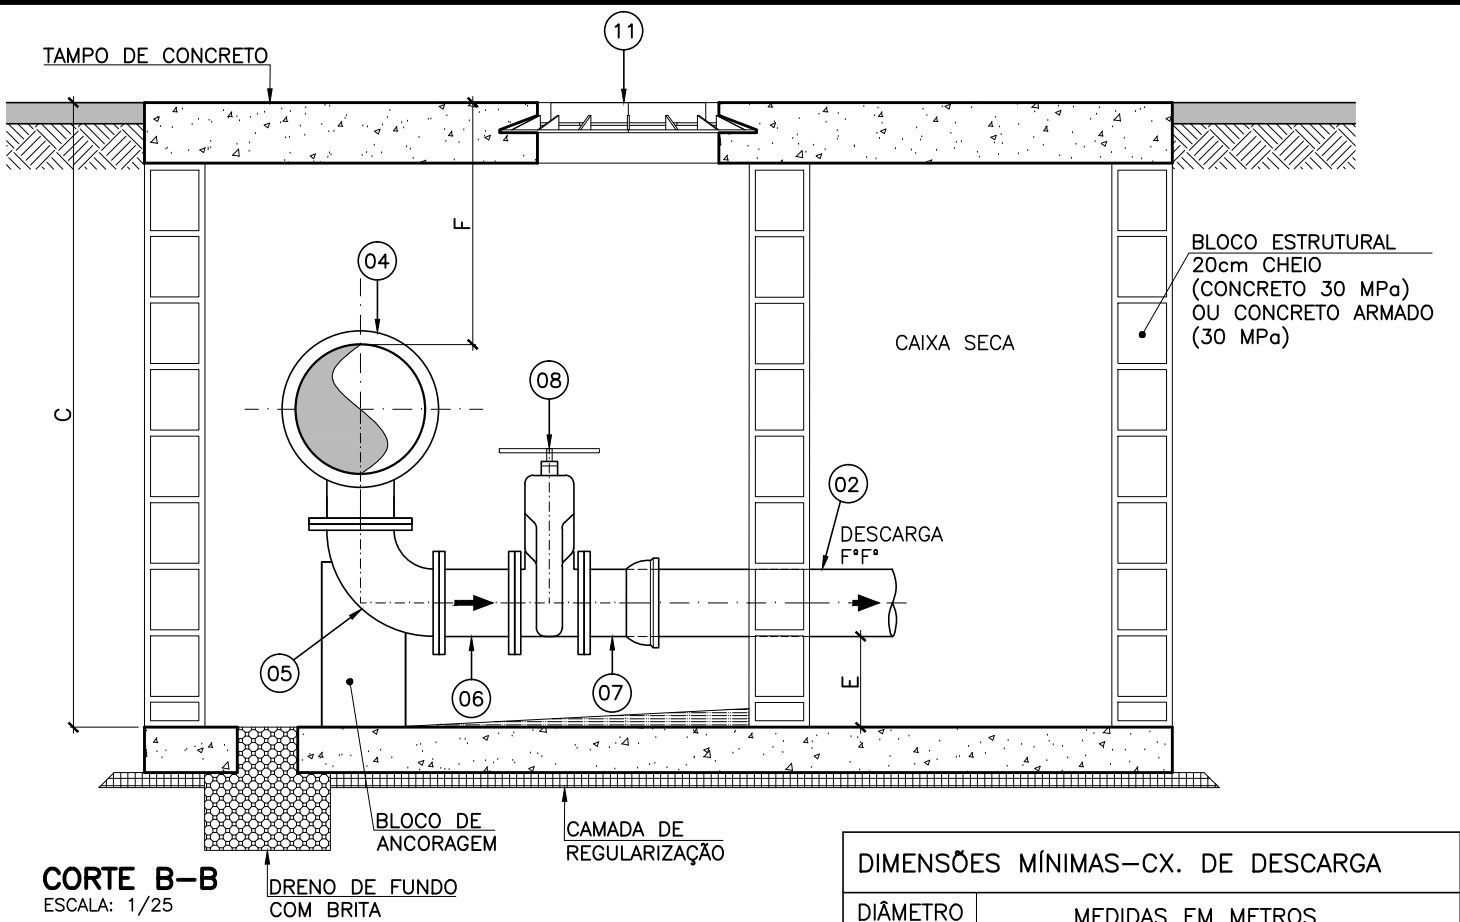 11
TAMPO DE CONCRETO
F
04
BLOCO ESTRUTURAL
20cm CHEIO
(CONCRETO 30 MPa)
OU CONCRETO ARMADO
(30 MPa)
CAIXA SECA
08
C
02
DESCARGA
FºFº
05
06
07
E
BLOCO DE
ANCORAGEM
CAMADA DE
REGULARIZAÇÃO
CORTE B-B
ESCALA: 1/25
DRENO DE FUNDO
COM BRITA
DIMENSÕES MÍNIMAS-CX. DE DESCARGA
DIÂMETRO
MEDIDAS EM METROS